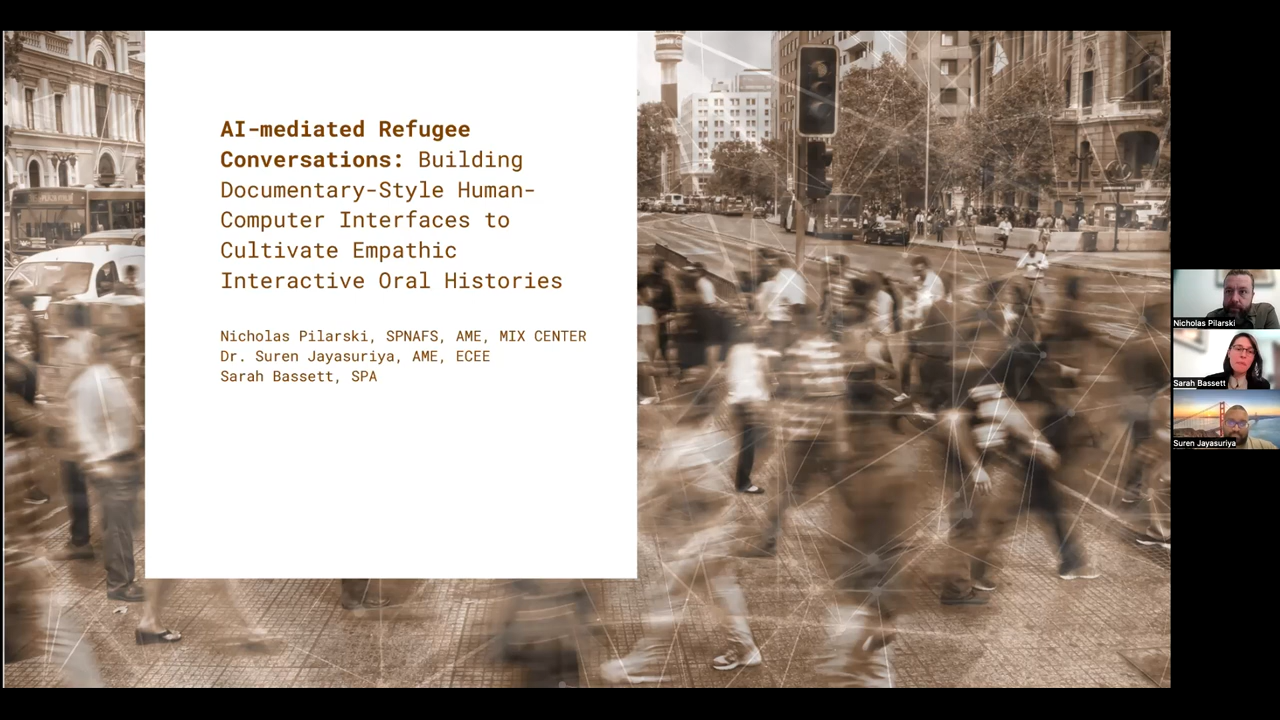 AI-mediated Refugee
Conversations: Building
Documentary-Style Human-
Computer Interfaces to
Cultivate Empathic
Interactive Oral Histories
Nicholas Pilarski, SPNAFS, AME, MIX CENTER
Dr. Suren Jayasuriya, AME, ECEE
Sarah Bassett, SPA
Nicholas Pilarski
Sarah Bassett
Suren Jayasuriya